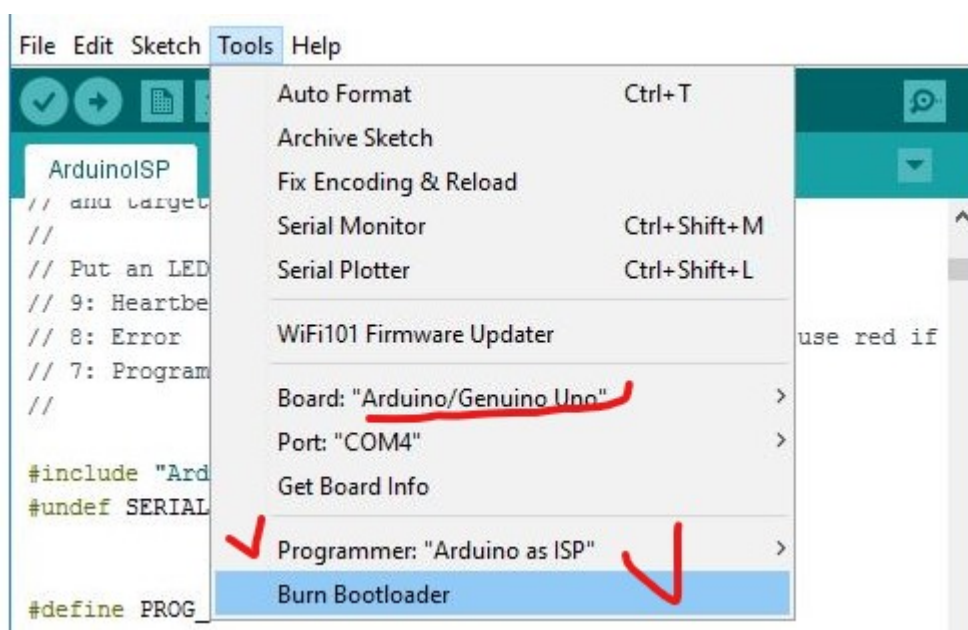 File Edit Sketch Tools Help
Auto Format Ctrl+T
Archive Sketch
ArduinoISP
Fix Encoding & Reload
// and target
Serial Monitor Ctrl+Shift+M
//
Serial Plotter Ctrl+Shift+L
// Put an LED
// 9: Heartbe
WiFi101 Firmware Updater
// 8: Error use red if
// 7: Program
Board: "Arduino/Genuino Uno"
//
Port: "COM4"
#include "Ard
Get Board Info
#undef SERIAL
Programmer: "Arduino as ISP"
Burn Bootloader
#define PROG_